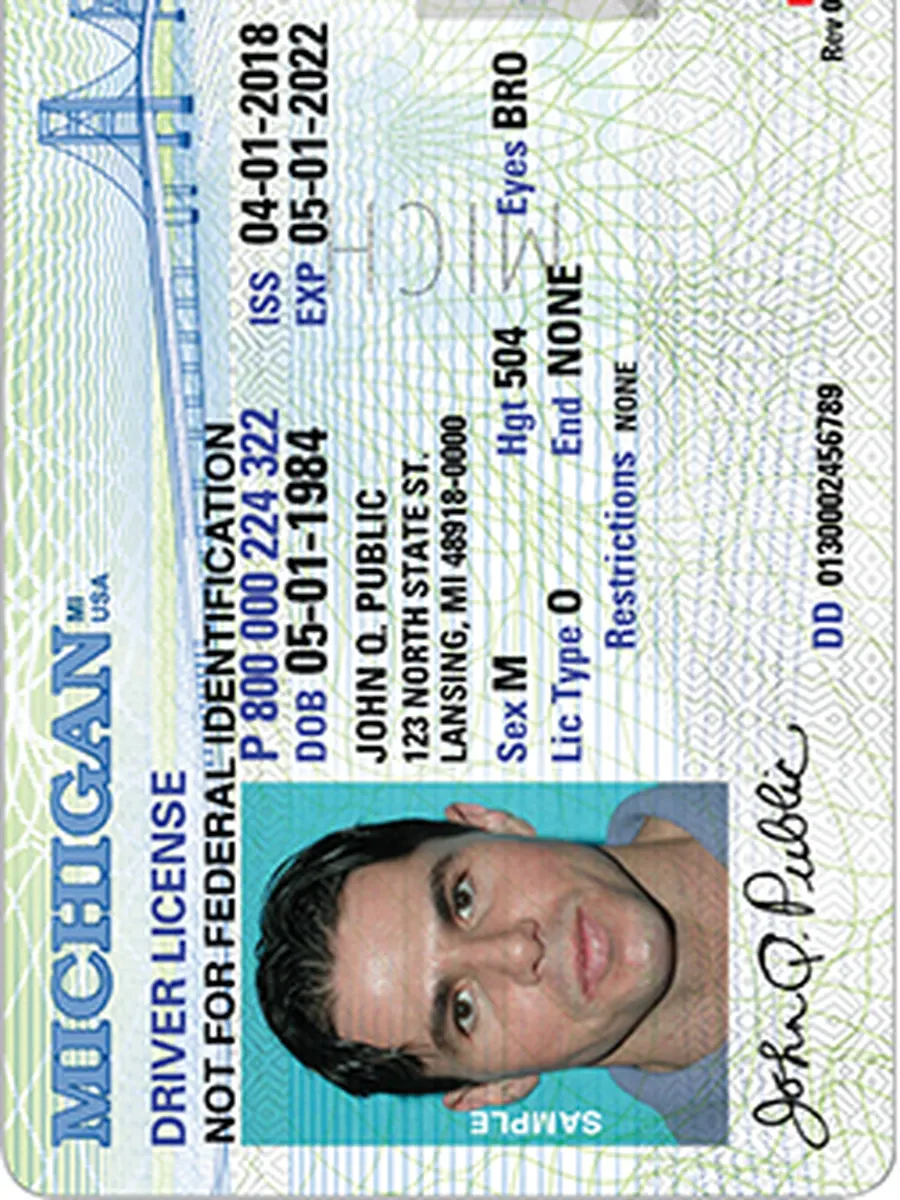 MICHIGAN MI
USA
DRIVER LICENSE
NOT FOR FEDERAL IDENTIFICATION
P 800 000 224 322 ISS 04-01-2018
DOB 05-01-1984 EXP 05-01-2022
JOHN Q. PUBLIC
123 NORTH STATE ST.
LANSING, MI 48918-0000
MICH
Sex M Hgt 504 Eyes BRO
Lic Type O End NONE
Restrictions NONE
SAMPLE
John Q. Public
DD 0130002456789
Rev 0